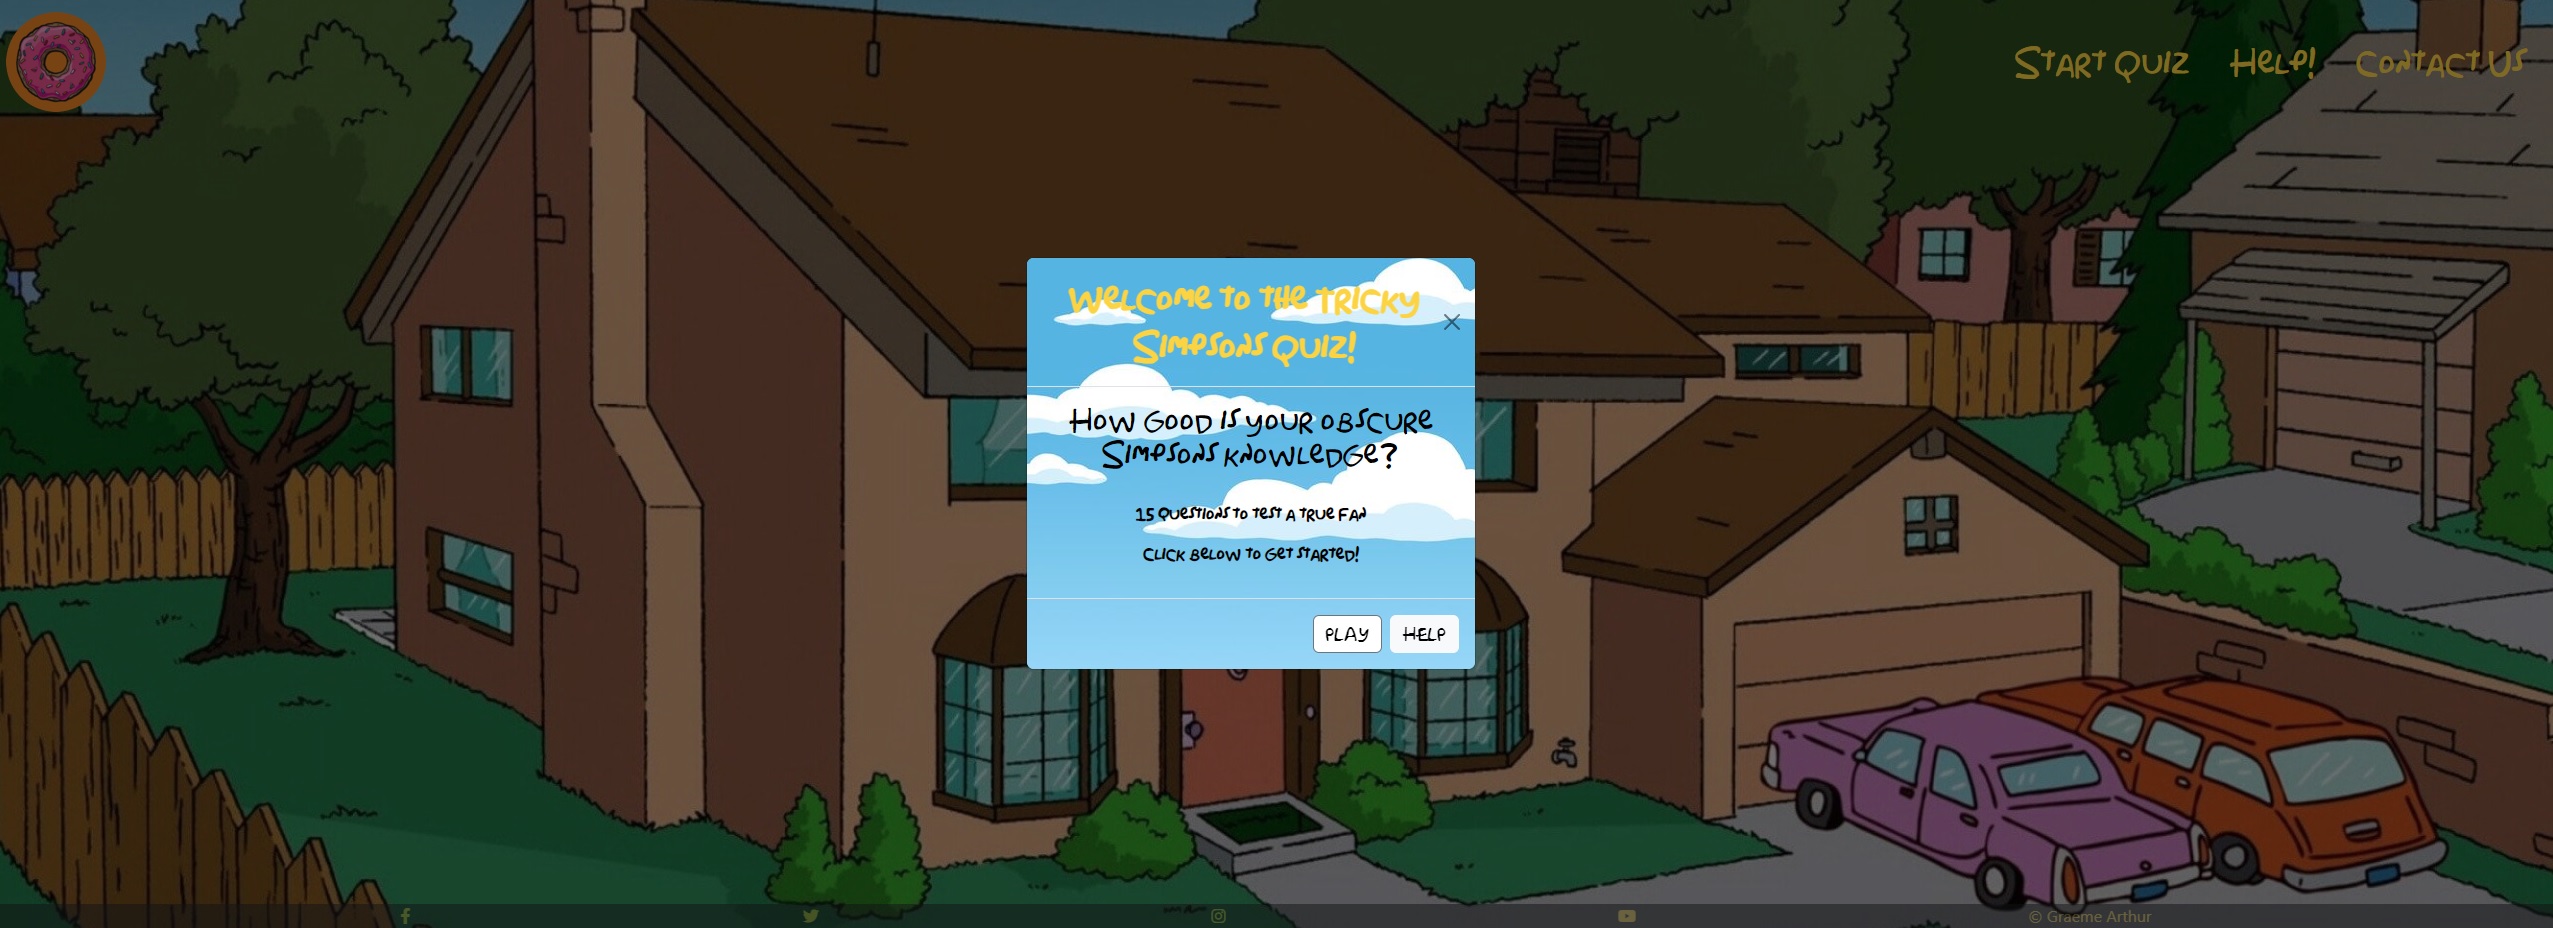 Start Quiz Help! Contact Us
Welcome to the tricky
Simpsons Quiz!
How good is your obscure
Simpsons knowledge?
15 Questions to test a true fan
Click below to get started!
PLAY HELP
© Graeme Arthur